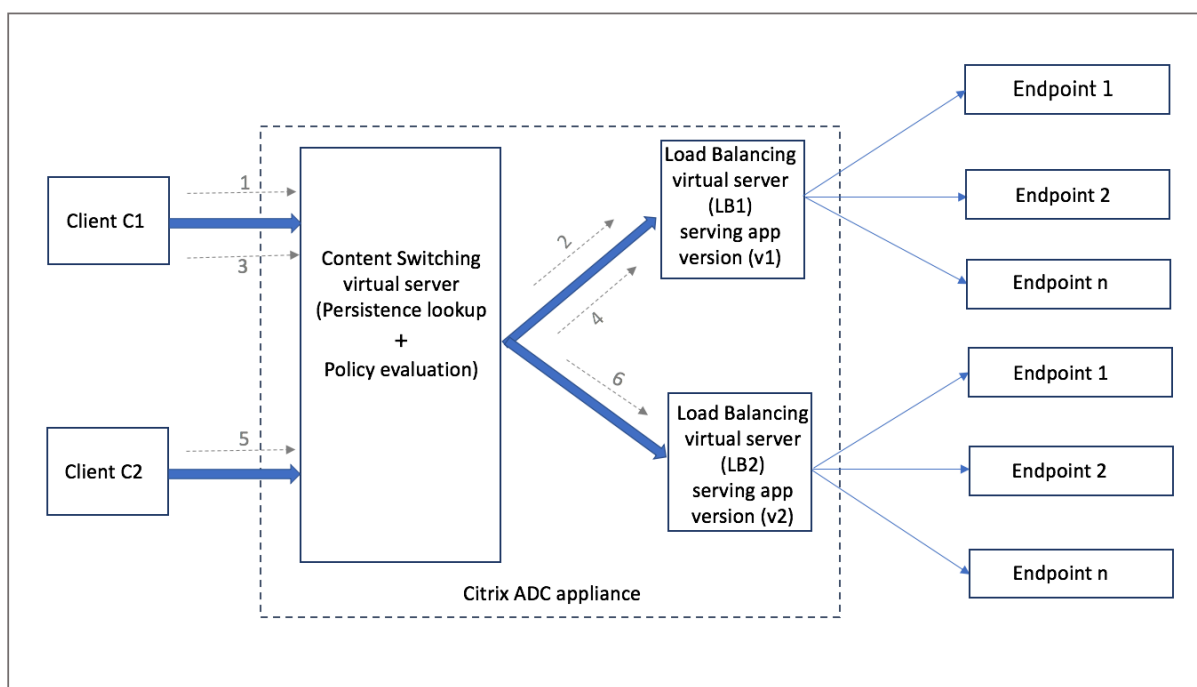 Client C1
1
3
Client C2
5
Content Switching
virtual server
(Persistence lookup
+
Policy evaluation)
2
4
6
Load Balancing
virtual server
(LB1)
serving app
version (v1)
Load Balancing
virtual server
(LB2)
serving app
version (v2)
Citrix ADC appliance
Endpoint 1
Endpoint 2
Endpoint n
Endpoint 1
Endpoint 2
Endpoint n